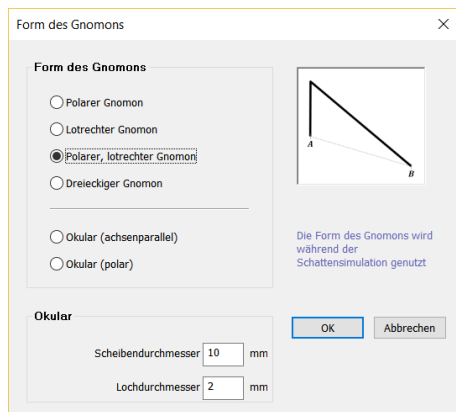 Form des Gnomons
Form des Gnomons
Polarer Gnomon
Lotrechter Gnomon
Polarer, lotrechter Gnomon
Dreieckiger Gnomon
Okular (achsenparallel)
Okular (polar)
A
B
Die Form des Gnomons wird
während der
Schattensimulation genutzt
Okular
Scheibendurchmesser 10 mm
Lochdurchmesser 2 mm
OK Abbrechen